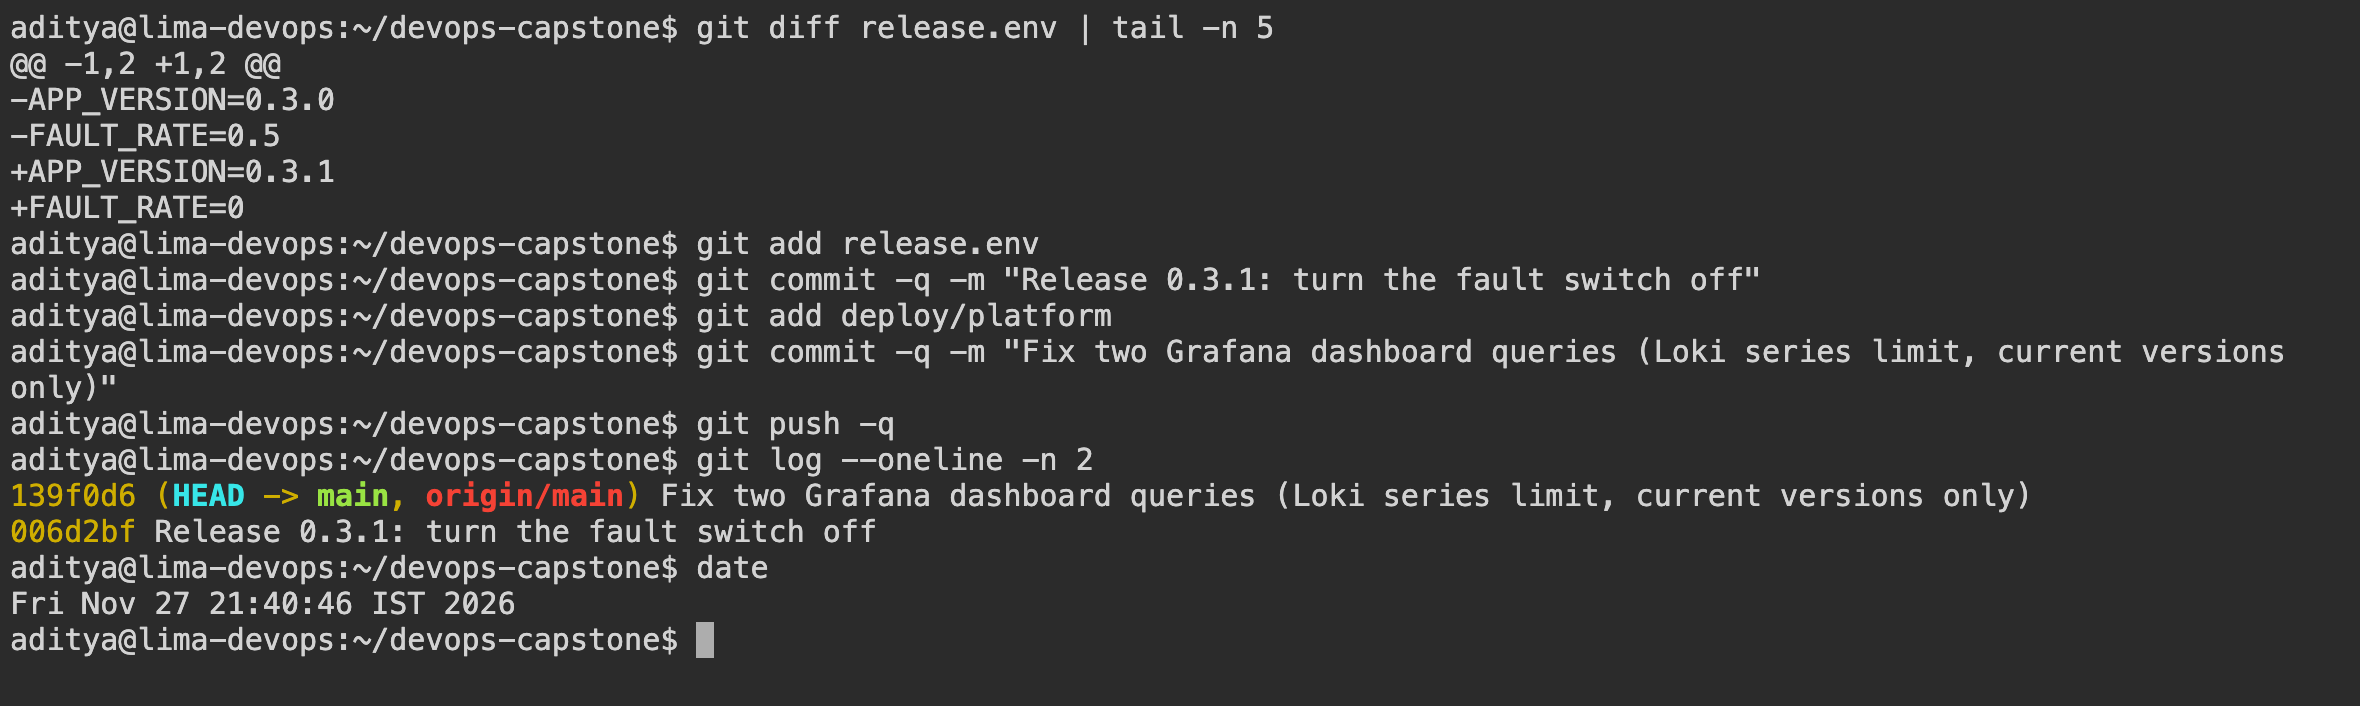 aditya@lima-devops:~/devops-capstone$ git diff release.env | tail -n 5
@@ -1,2 +1,2 @@
-APP_VERSION=0.3.0
-FAULT_RATE=0.5
+APP_VERSION=0.3.1
+FAULT_RATE=0
aditya@lima-devops:~/devops-capstone$ git add release.env
aditya@lima-devops:~/devops-capstone$ git commit -q -m "Release 0.3.1: turn the fault switch off"
aditya@lima-devops:~/devops-capstone$ git add deploy/platform
aditya@lima-devops:~/devops-capstone$ git commit -q -m "Fix two Grafana dashboard queries (Loki series limit, current versions
only)"
aditya@lima-devops:~/devops-capstone$ git push -q
aditya@lima-devops:~/devops-capstone$ git log --oneline -n 2
139f0d6 (HEAD -> main, origin/main) Fix two Grafana dashboard queries (Loki series limit, current versions only)
006d2bf Release 0.3.1: turn the fault switch off
aditya@lima-devops:~/devops-capstone$ date
Fri Nov 27 21:40:46 IST 2026
aditya@lima-devops:~/devops-capstone$